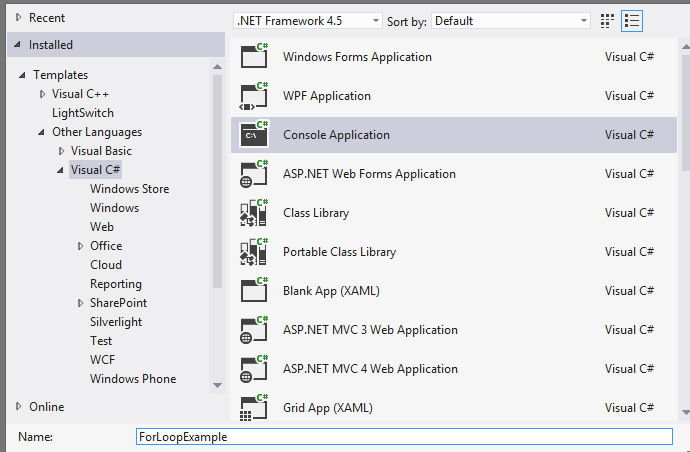 Recent
.NET Framework 4.5 Sort by: Default
Installed
Templates
Visual C++
LightSwitch
Other Languages
Visual Basic
Visual C#
Windows Store
Windows
Web
Office
Cloud
Reporting
SharePoint
Silverlight
Test
WCF
Windows Phone
Online
C# Windows Forms Application Visual C#
C# WPF Application Visual C#
C# C:\ Console Application Visual C#
C# ASP.NET Web Forms Application Visual C#
C# Class Library Visual C#
C# Portable Class Library Visual C#
C# Blank App (XAML) Visual C#
C# ASP.NET MVC 3 Web Application Visual C#
C# ASP.NET MVC 4 Web Application Visual C#
C# Grid App (XAML) Visual C#
Name: ForLoopExample